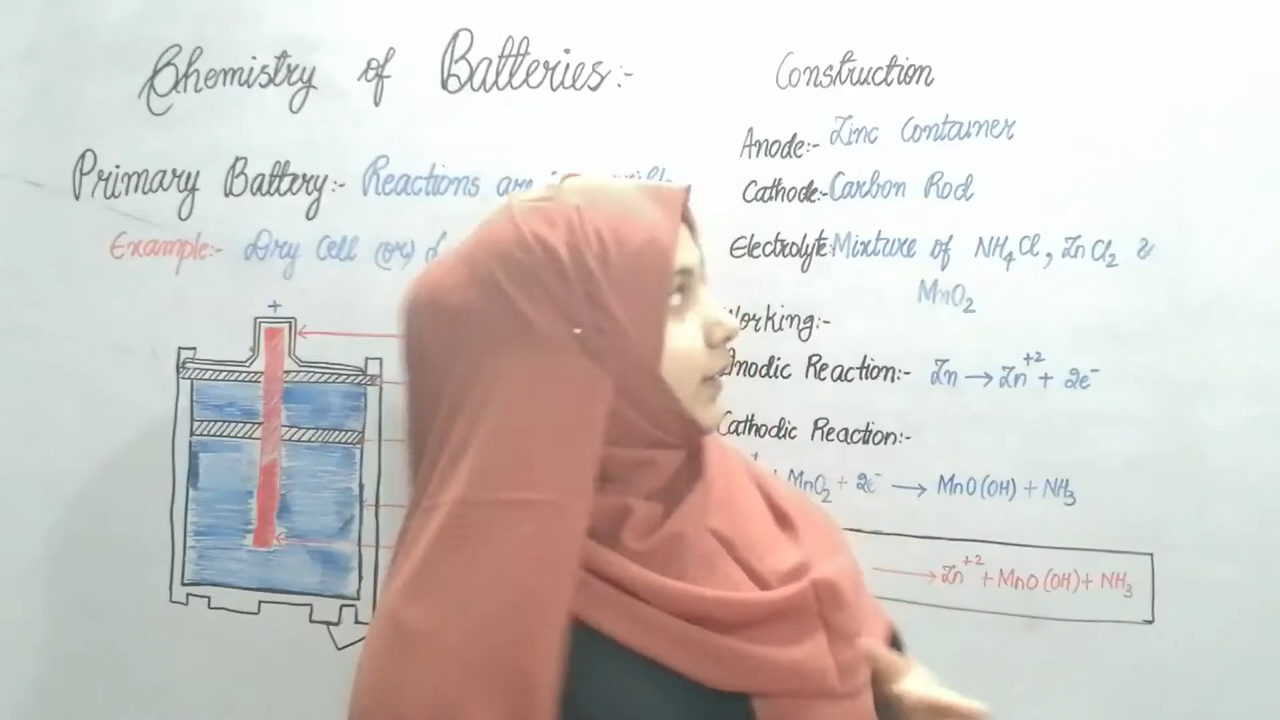 Chemistry of Batteries:-
Primary Battery:- Reactions are
Example:- Dry Cell (or)
+
Construction
Anode:- Zinc Container
Cathode:- Carbon Rod
Electrolyte:- Mixture of NH₄Cl, ZnCl₂ &
MnO₂
Working:-
Anodic Reaction:- Zn → Zn⁺² + 2e⁻
Cathodic Reaction:-
MnO₂ + 2e⁻ → MnO(OH) + NH₃
→ Zn⁺² + MnO(OH) + NH₃